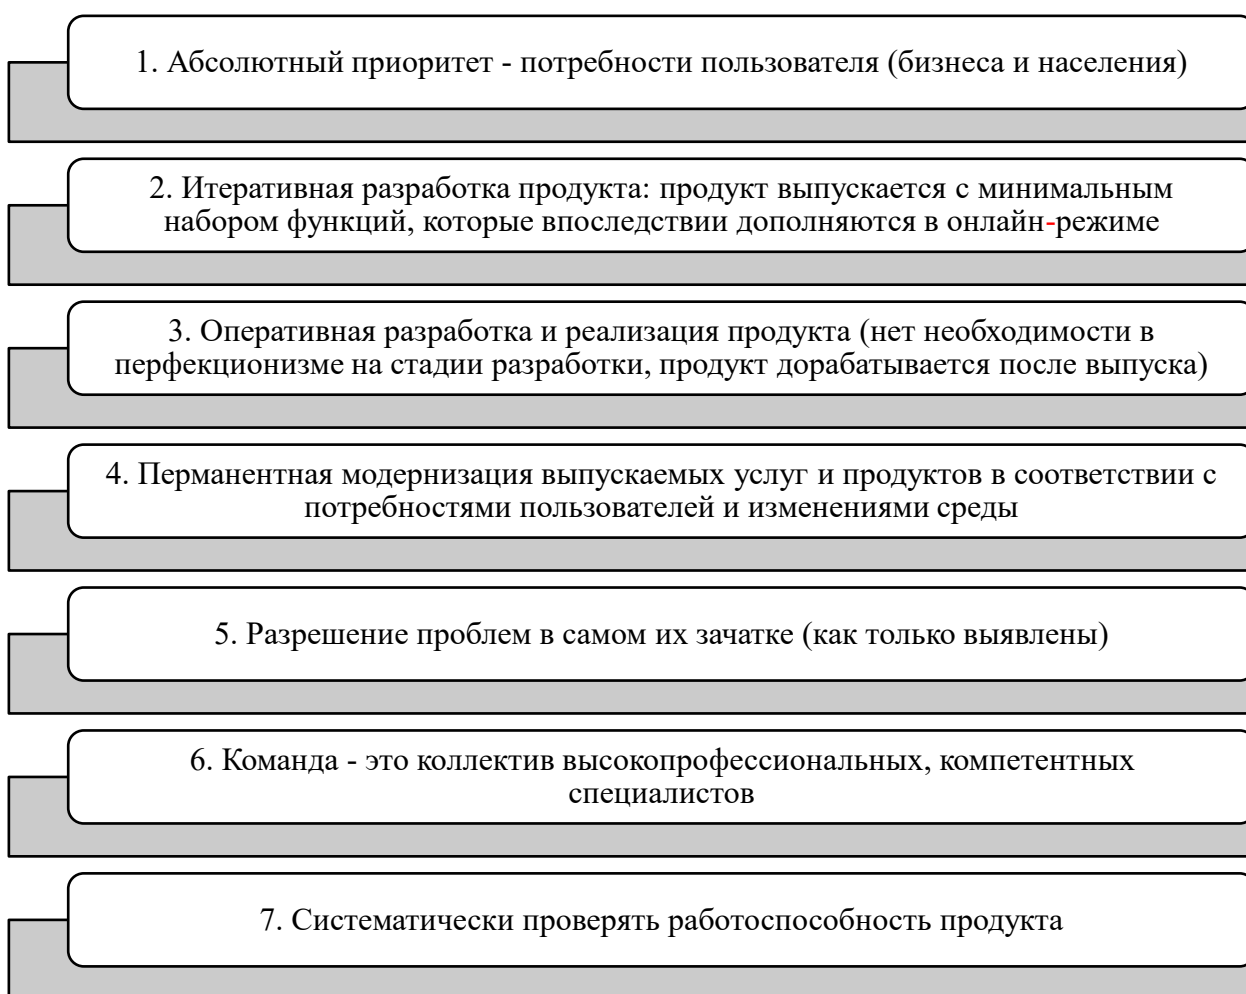 1. Абсолютный приоритет - потребности пользователя (бизнеса и населения)
2. Итеративная разработка продукта: продукт выпускается с минимальным
набором функций, которые впоследствии дополняются в онлайн-режиме
3. Оперативная разработка и реализация продукта (нет необходимости в
перфекционизме на стадии разработки, продукт дорабатывается после выпуска)
4. Перманентная модернизация выпускаемых услуг и продуктов в соответствии с
потребностями пользователей и изменениями среды
5. Разрешение проблем в самом их зачатке (как только выявлены)
6. Команда - это коллектив высокопрофессиональных, компетентных
специалистов
7. Систематически проверять работоспособность продукта